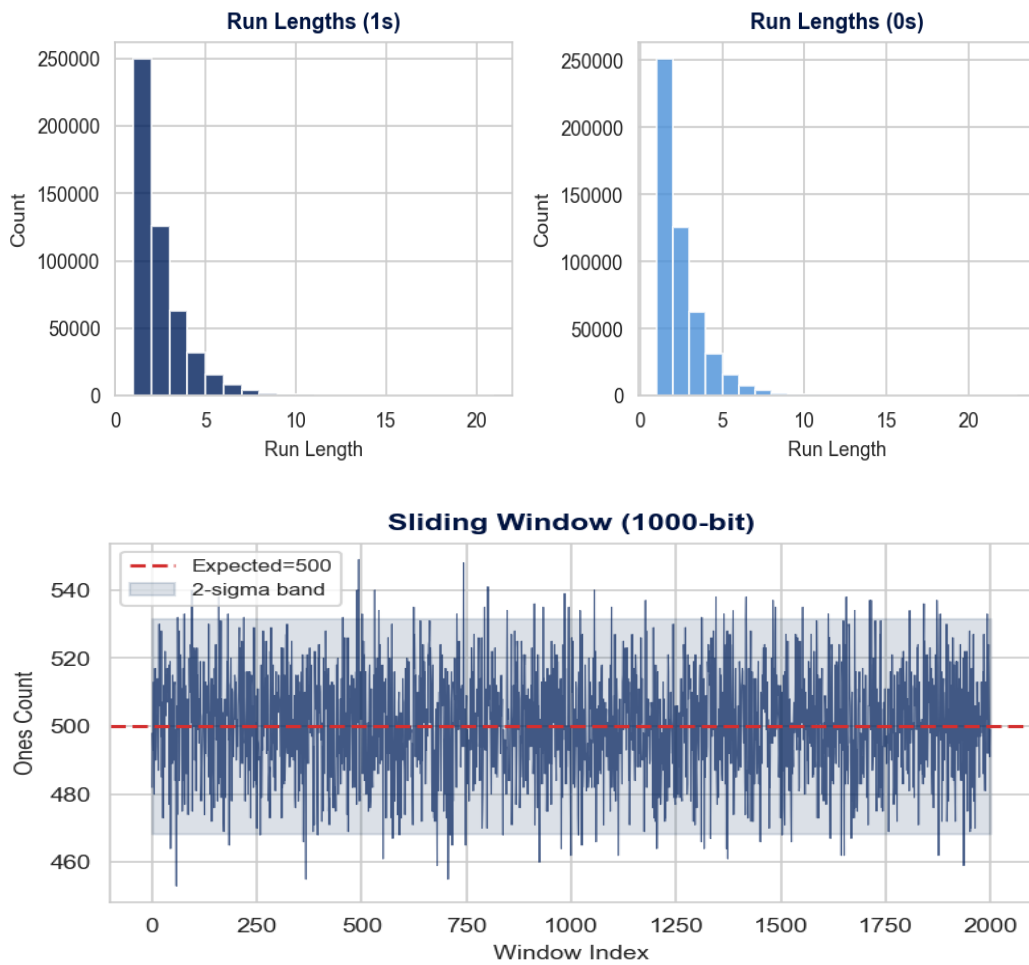 Run Lengths (1s)
250000
200000
150000
100000
50000
0
Count
0 5 10 15 20
Run Length
Run Lengths (0s)
250000
200000
150000
100000
50000
0
Count
0 5 10 15 20
Run Length
Sliding Window (1000-bit)
Expected=500
2-sigma band
540
520
500
480
460
Ones Count
0 250 500 750 1000 1250 1500 1750 2000
Window Index